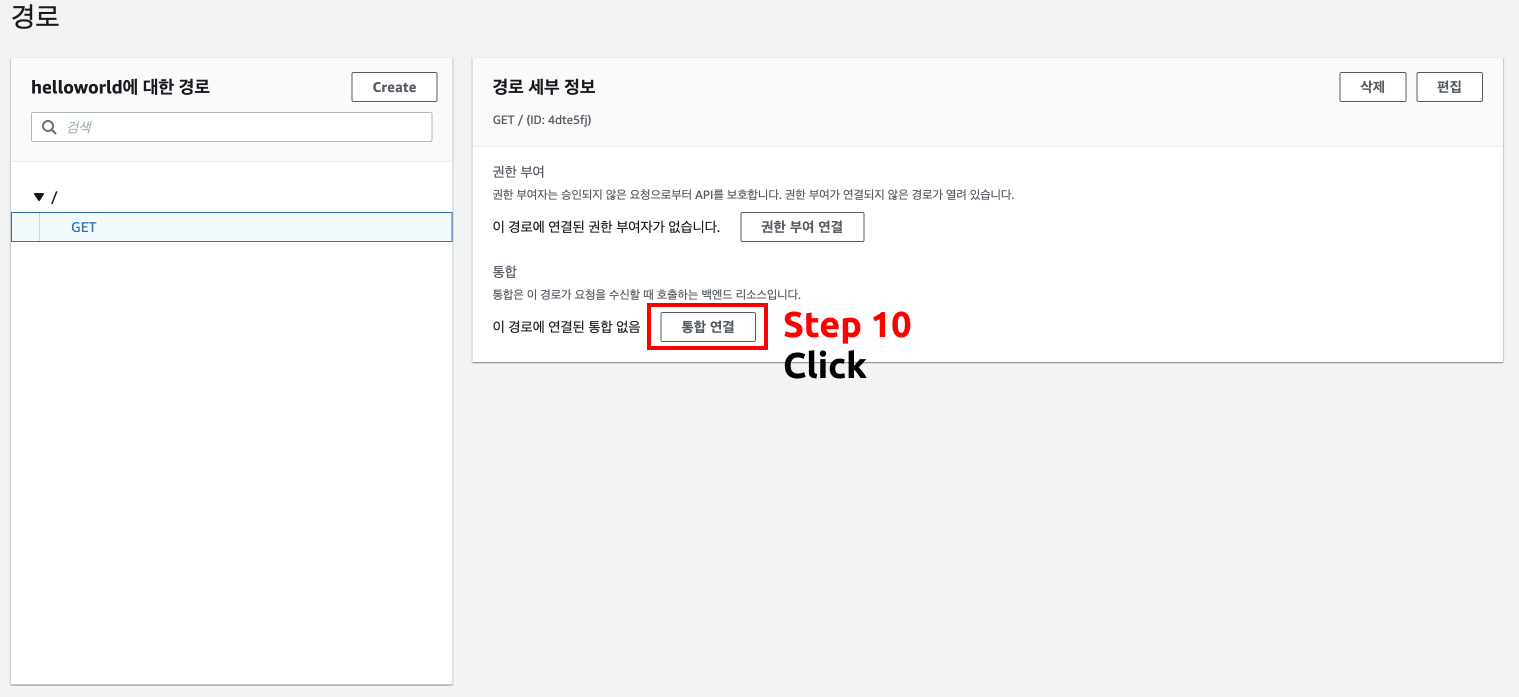 경로
helloworld에 대한 경로
Create
검색
/
GET
경로 세부 정보
삭제
편집
GET / (ID: 4dte5fj)
권한 부여
권한 부여자는 승인되지 않은 요청으로부터 API를 보호합니다. 권한 부여가 연결되지 않은 경로가 열려 있습니다.
이 경로에 연결된 권한 부여자가 없습니다.
권한 부여 연결
통합
통합은 이 경로가 요청을 수신할 때 호출하는 백엔드 리소스입니다.
이 경로에 연결된 통합 없음
통합 연결
Step 10
Click